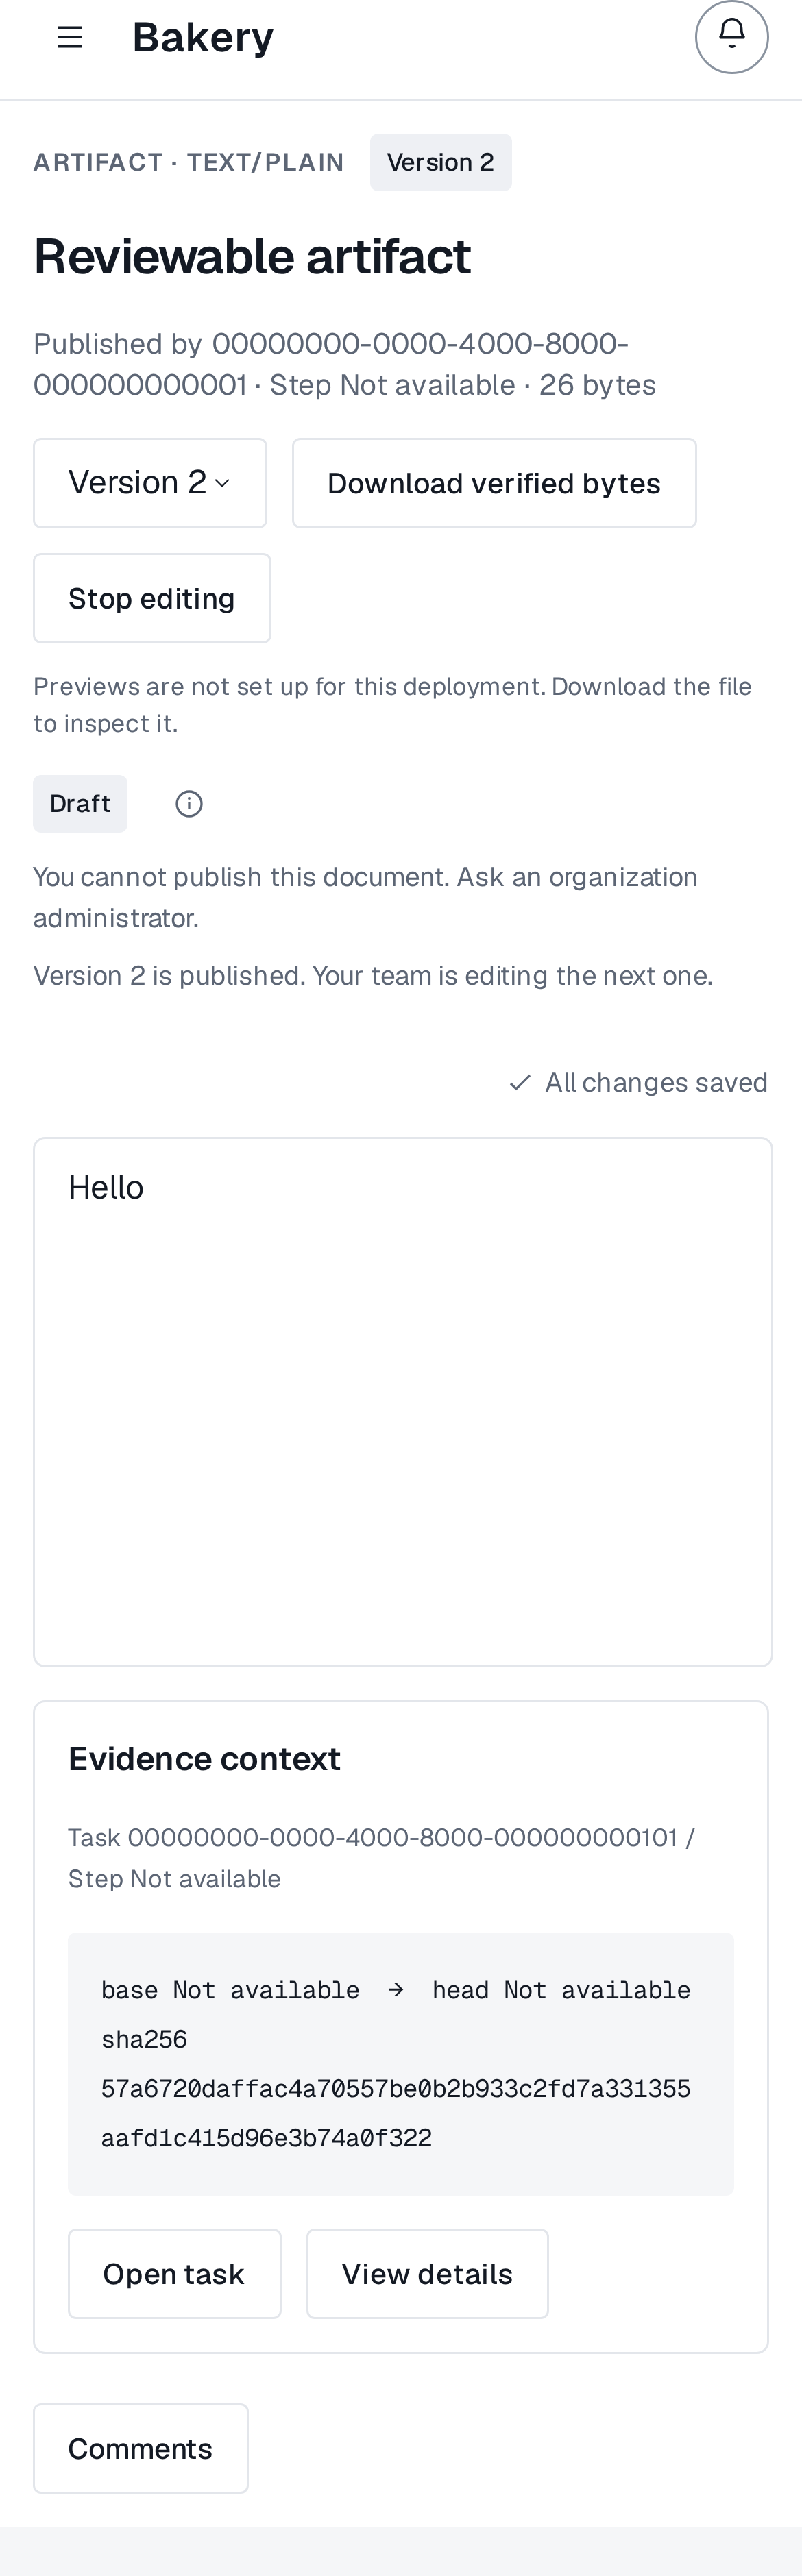 Bakery
ARTIFACT · TEXT/PLAIN Version 2
Reviewable artifact
Published by 00000000-0000-4000-8000-
000000000001 · Step Not available · 26 bytes
Version 2 Download verified bytes
Stop editing
Previews are not set up for this deployment. Download the file
to inspect it.
Draft
You cannot publish this document. Ask an organization
administrator.
Version 2 is published. Your team is editing the next one.
All changes saved
Hello
Evidence context
Task 00000000-0000-4000-8000-000000000101 /
Step Not available
base Not available → head Not available
sha256
57a6720daffac4a70557be0b2b933c2fd7a331355
aafd1c415d96e3b74a0f322
Open task View details
Comments